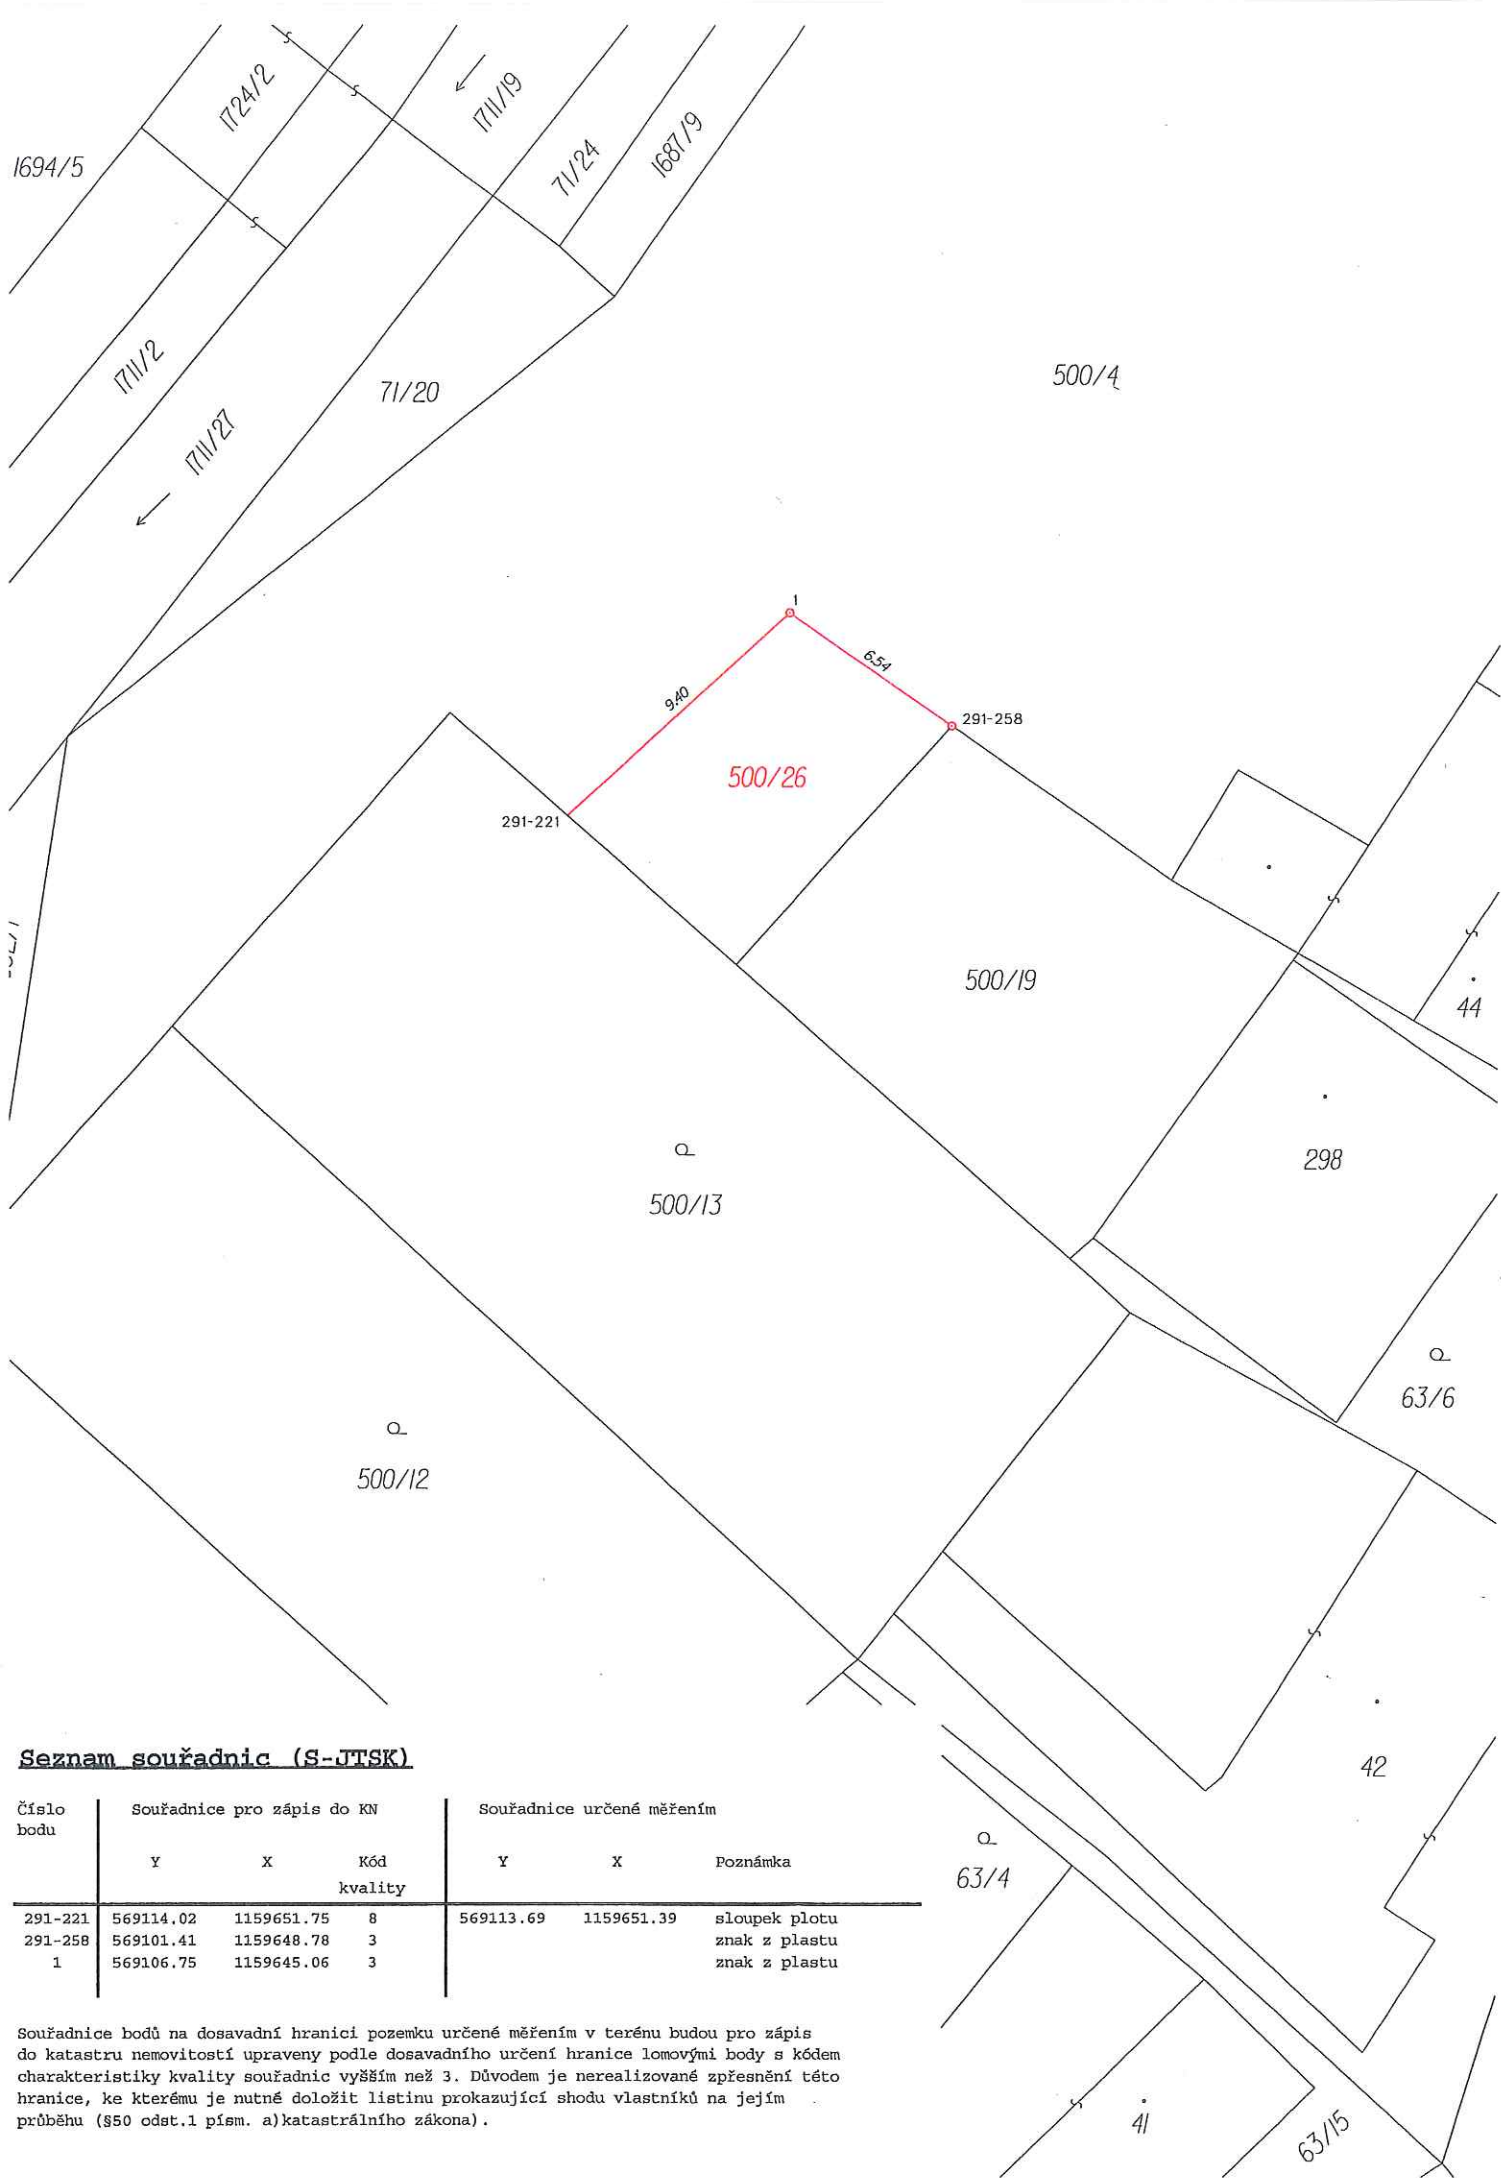 1724/2
1711/19
1694/5
71/24
1687/9
1711/2
71/20
500/4
1711/27
1
6.54
9.40
291-258
500/26
291-221
500/19
44
298
500/13
63/6
500/12
42
63/4
41
63/15
Seznam souřadnic (S-JTSK)
Číslo bodu Souřadnice pro zápis do KN Souřadnice určené měřením
Y X Kód kvality Y X Poznámka
291-221 569114.02 1159651.75 8 569113.69 1159651.39 sloupek plotu
291-258 569101.41 1159648.78 3 znak z plastu
1 569106.75 1159645.06 3 znak z plastu
Souřadnice bodů na dosavadní hranici pozemku určené měřením v terénu budou pro zápis
do katastru nemovitostí upraveny podle dosavadního určení hranice lomovými body s kódem
charakteristiky kvality souřadnic vyšším než 3. Důvodem je nerealizované zpřesnění této
hranice, ke kterému je nutné doložit listinu prokazující shodu vlastníků na jejím
průběhu (§50 odst.1 písm. a)katastrálního zákona).